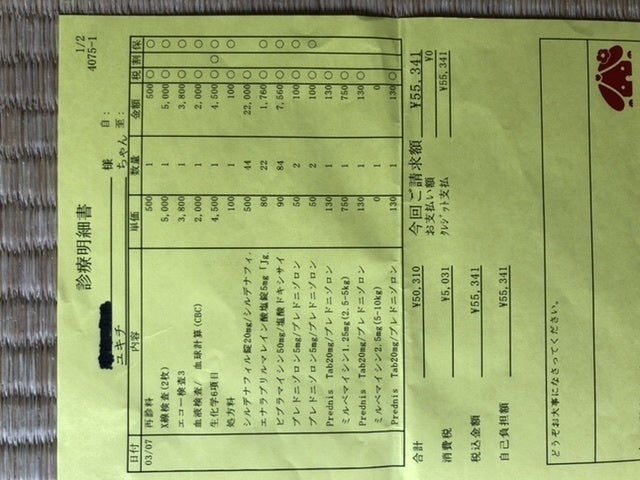 診療明細書
1/2
4075-1
様
自:
ユキチ
ちゃん 至:
日付 内容 単価 数量 金額 税 割 保
03/07 再診料 500 1 500 ○ ○
X線検査(2枚) 5,000 1 5,000 ○ ○
エコー検査3 3,800 1 3,800 ○ ○
血液検査/ 血球計算(CBC) 2,000 1 2,000 ○ ○
生化学6項目 4,500 1 4,500 ○ ○ ○
処方料 100 1 100 ○ ○
シルデナフィル錠20mg/シルデナフィ. 500 44 22,000 ○
エナラプリルマレイン酸塩錠5mg「Jg. 80 22 1,760 ○ ○
ビブラマイシン50mg/塩酸ドキシサイ 90 84 7,560 ○ ○
プレドニゾロン5mg/プレドニゾロン 50 2 100 ○ ○
プレドニゾロン5mg/プレドニゾロン 50 2 100 ○ ○
Prednis Tab20mg/プレドニゾロン 130 1 130 ○
ミルベマイシン1.25mg(2.5-5kg) 750 1 750 ○
Prednis Tab20mg/プレドニゾロン 130 1 130 ○
ミルベマイシン2.5mg(5-10kg) 0 1 0
Prednis Tab20mg/プレドニゾロン 130 1 130 ○
合計 ¥50,310 今回ご請求額 ¥55,341
消費税 ¥5,031 お支払い額 ¥0
税込金額 ¥55,341 クレジット支払 ¥55,341
自己負担額 ¥55,341
どうぞお大事になさってください。